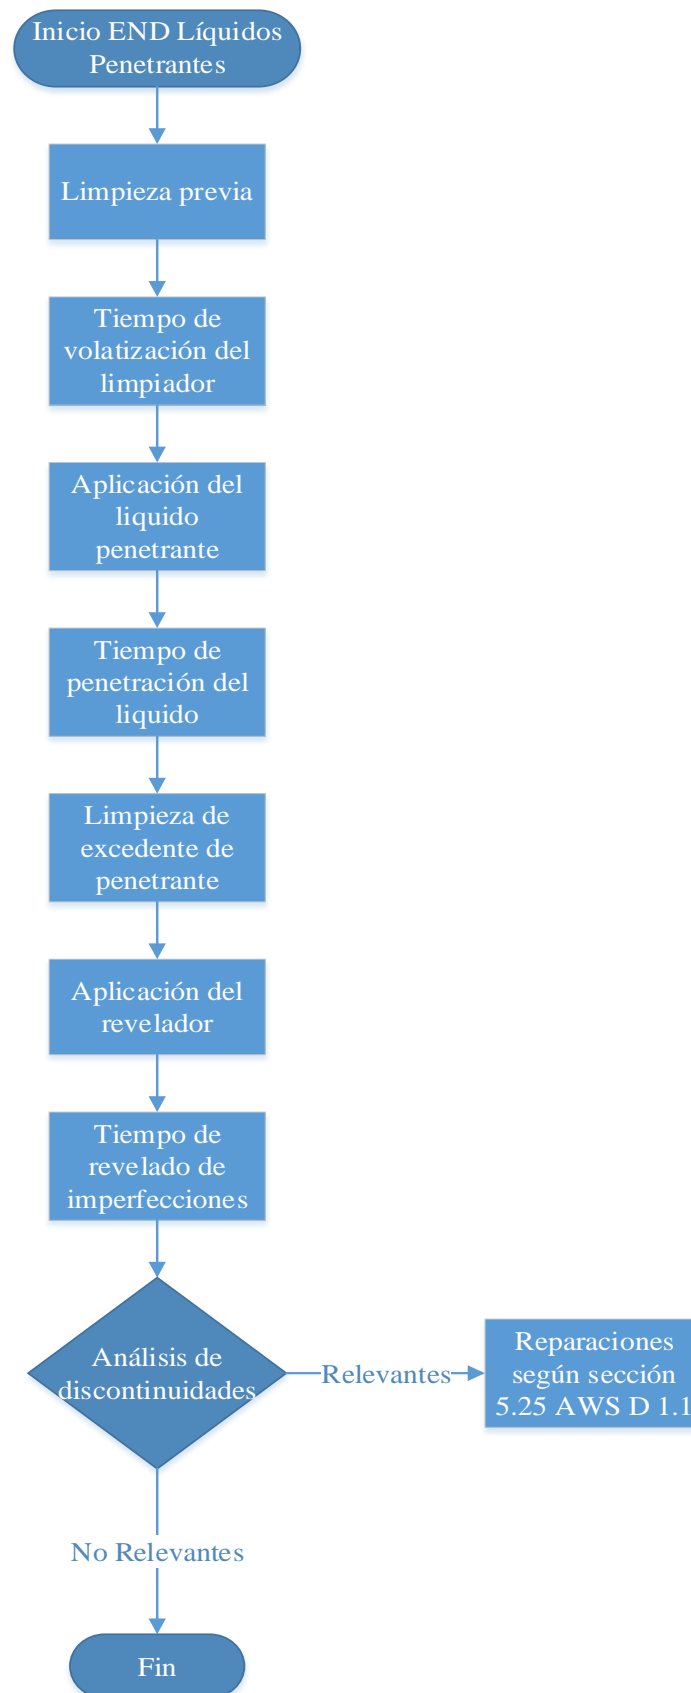 Inicio END Líquidos
Penetrantes
Limpieza previa
Tiempo de
volatización del
limpiador
Aplicación del
liquido
penetrante
Tiempo de
penetración del
liquido
Limpieza de
excedente de
penetrante
Aplicación del
revelador
Tiempo de
revelado de
imperfecciones
Análisis de
discontinuidades
Relevantes
Reparaciones
según sección
5.25 AWS D 1.1
No Relevantes
Fin